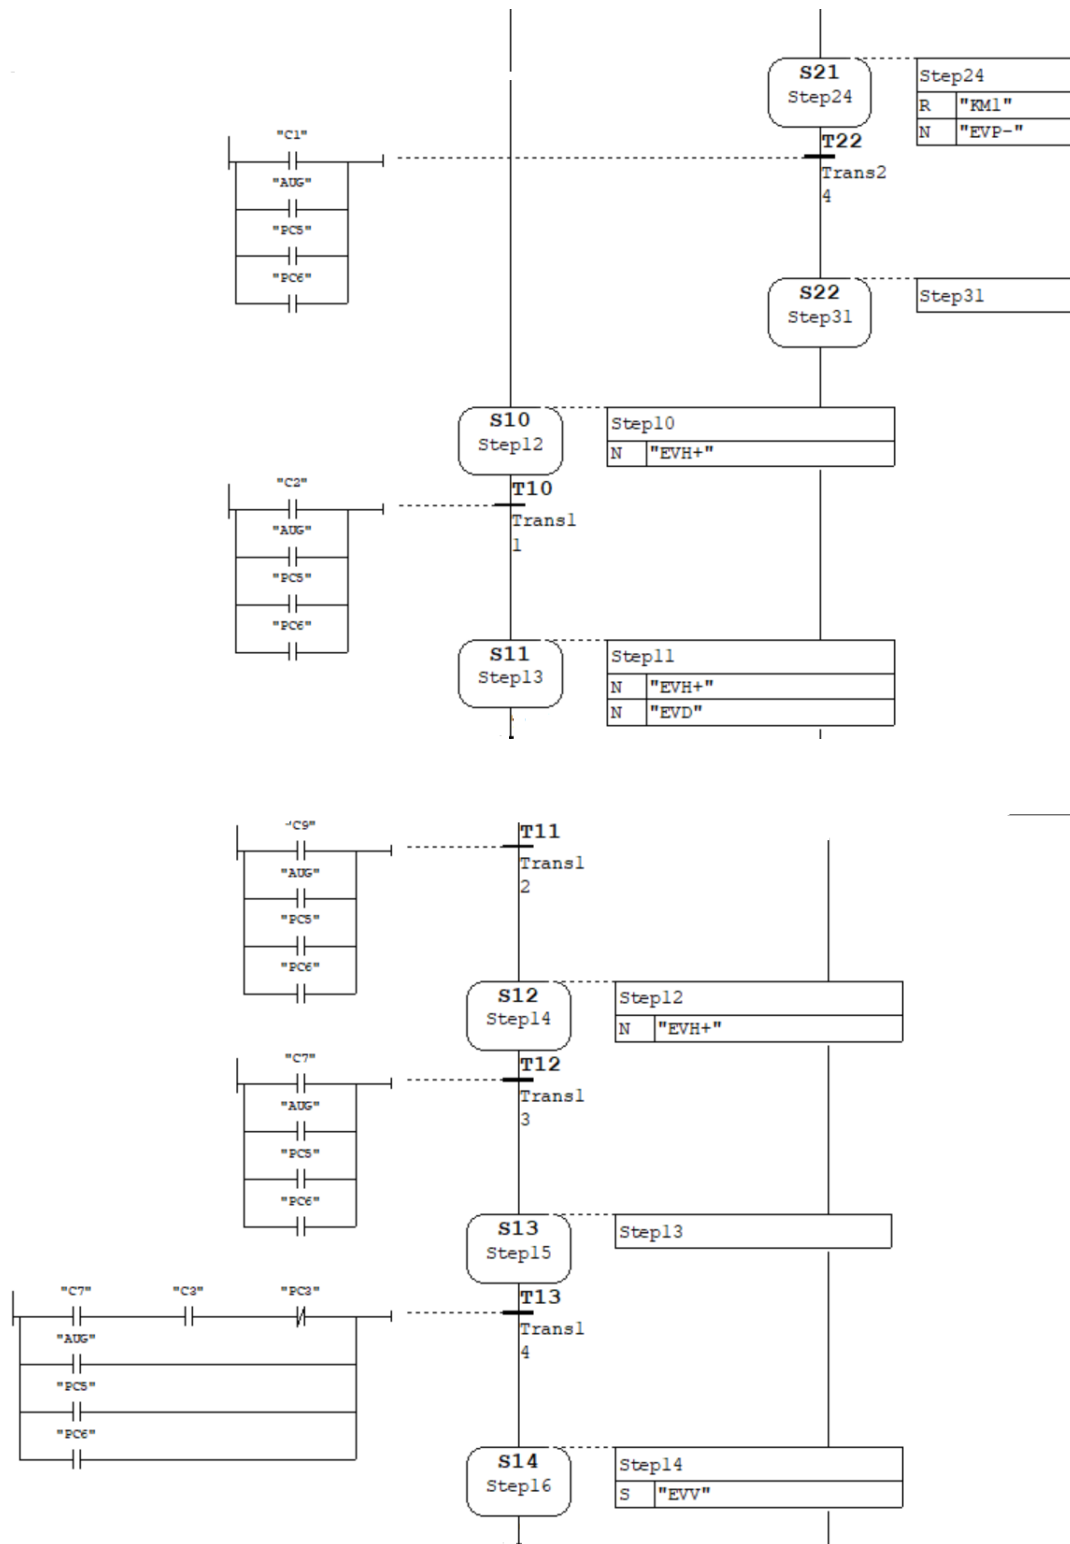 S21
Step24
Step24
R "KM1"
N "EVP-"
"C1"
"AUG"
"PC5"
"PC6"
T22
Trans2
4
S22
Step31
Step31
S10
Step12
Step10
N "EVH+"
"C2"
"AUG"
"PC5"
"PC6"
T10
Trans1
1
S11
Step13
Step11
N "EVH+"
N "EVD"
"C9"
"AUG"
"PC5"
"PC6"
T11
Trans1
2
S12
Step14
Step12
N "EVH+"
"C7"
"AUG"
"PC5"
"PC6"
T12
Trans1
3
S13
Step15
Step13
"C7" "C3" "PC3"
"AUG"
"PC5"
"PC6"
T13
Trans1
4
S14
Step16
Step14
S "EVV"